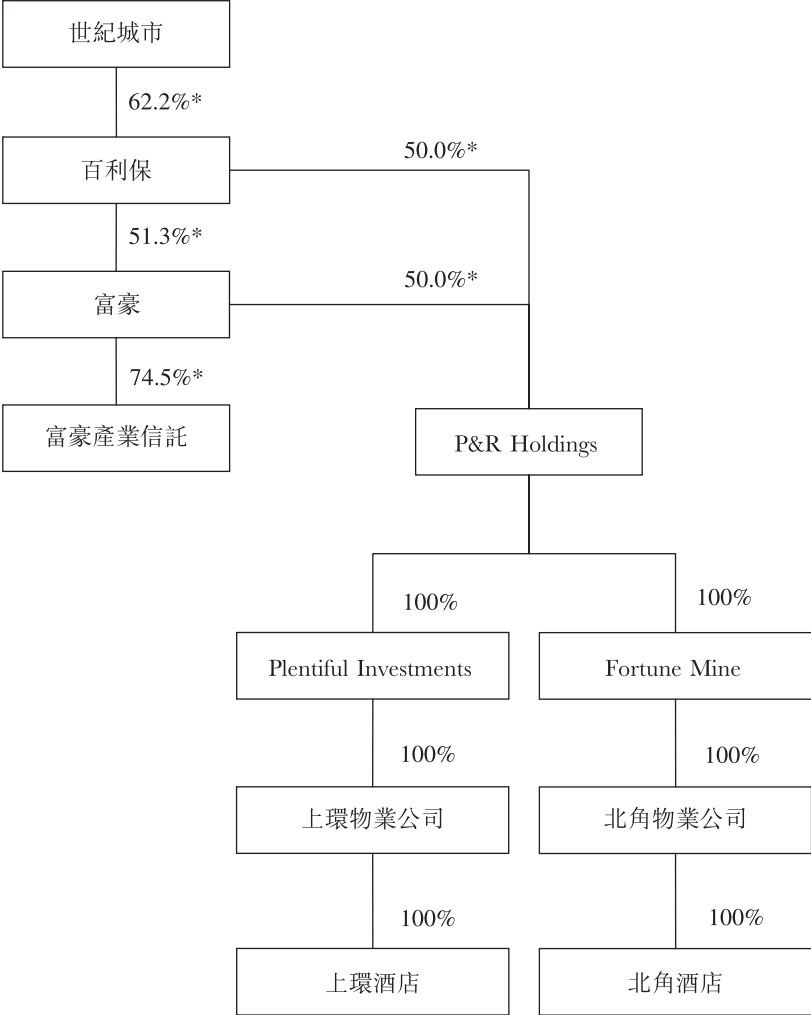 世紀城市
62.2%*
百利保
50.0%*
51.3%*
富豪
50.0%*
74.5%*
富豪產業信託
P&R Holdings
100%
100%
Plentiful Investments
Fortune Mine
100%
100%
上環物業公司
北角物業公司
100%
100%
上環酒店
北角酒店